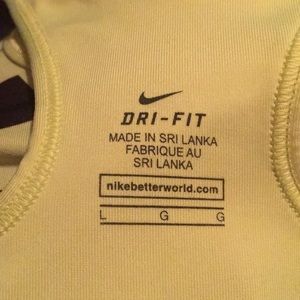 DRI-FIT
MADE IN SRI LANKA
FABRIQUE AU
SRI LANKA
nikebetterworld.com
L G G